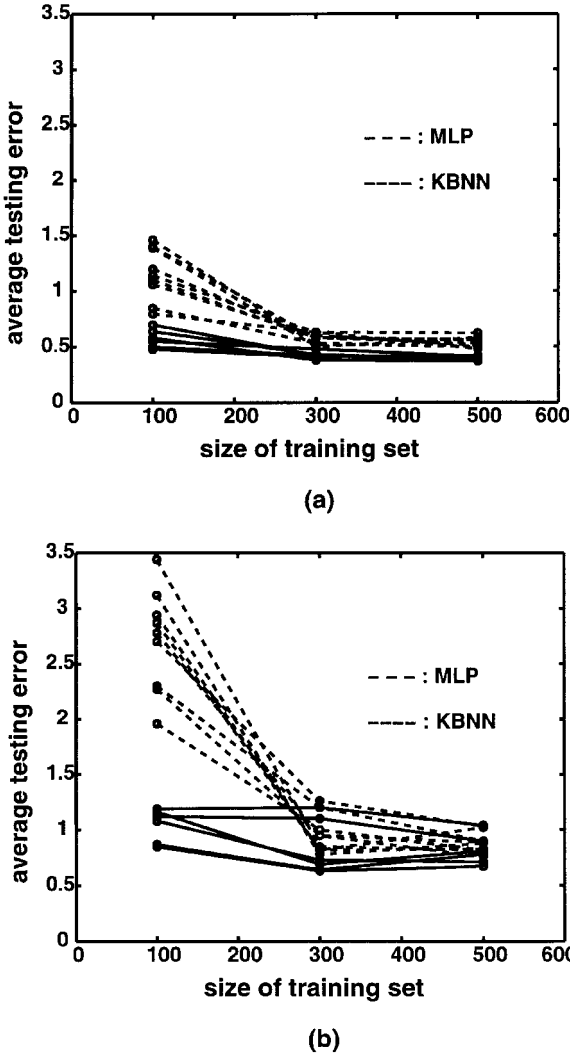 3.5
3
2.5
2
1.5
1
0.5
0
average testing error
: MLP
: KBNN
0 100 200 300 400 500 600
size of training set
(a)
3.5
3
2.5
2
1.5
1
0.5
0
average testing error
: MLP
: KBNN
0 100 200 300 400 500 600
size of training set
(b)